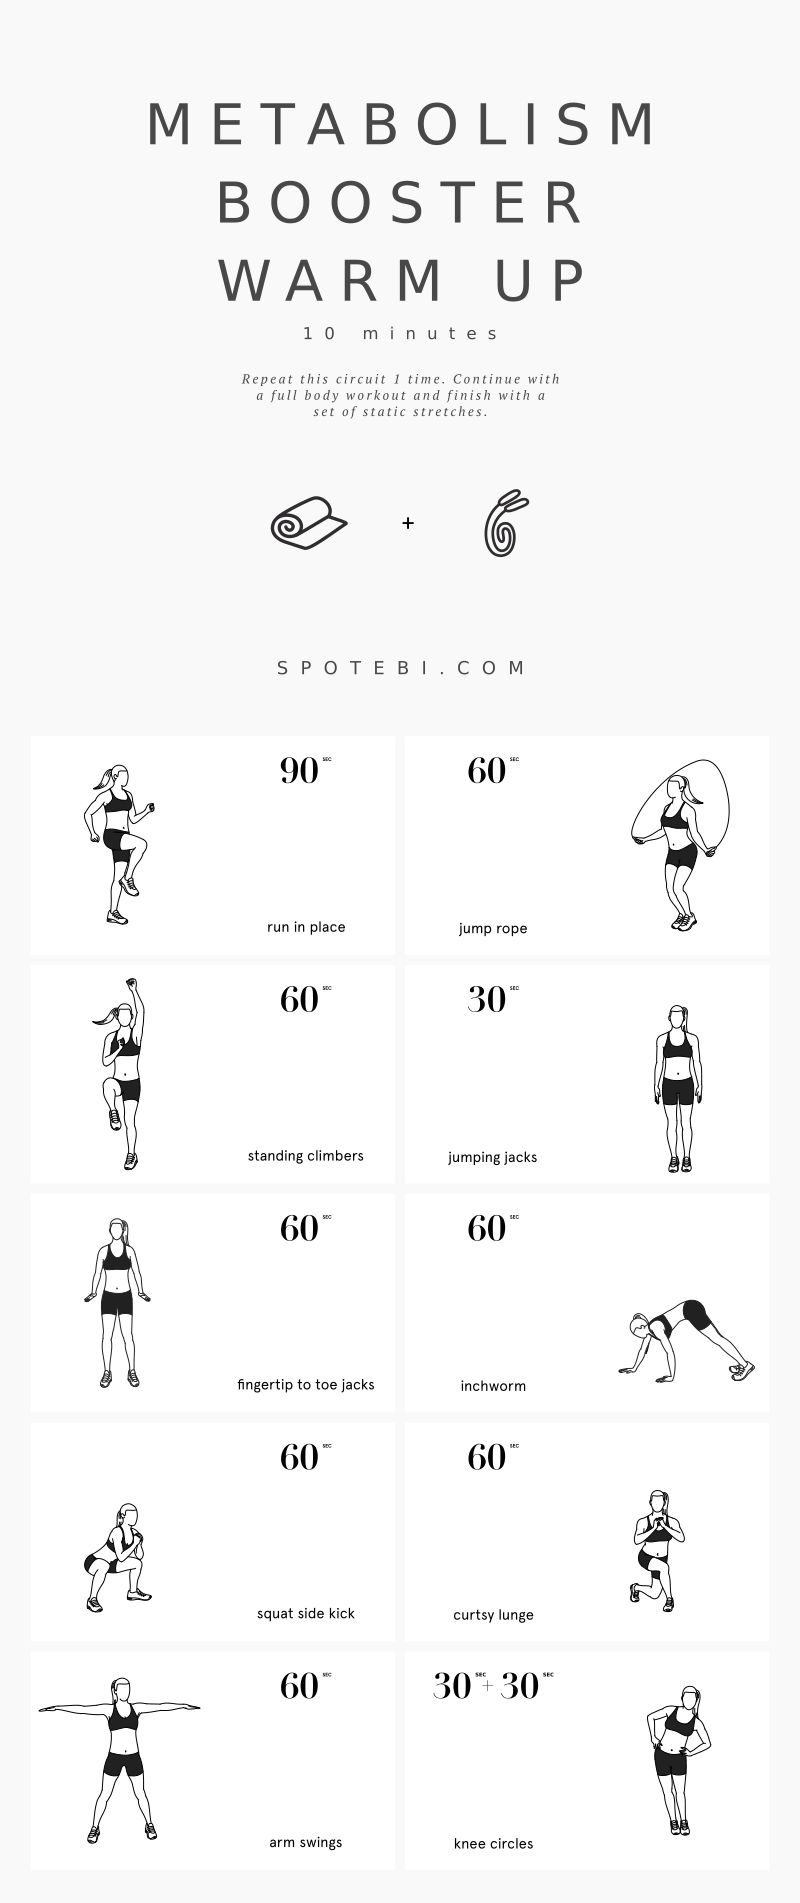 METABOLISM
BOOSTER
WARM UP
10 minutes
Repeat this circuit 1 time. Continue with
a full body workout and finish with a
set of static stretches.
+
SPOTEBI.COM
90 SEC
run in place
60 SEC
jump rope
60 SEC
standing climbers
30 SEC
jumping jacks
60 SEC
fingertip to toe jacks
60 SEC
inchworm
60 SEC
squat side kick
60 SEC
curtsy lunge
60 SEC
arm swings
30 SEC + 30 SEC
knee circles